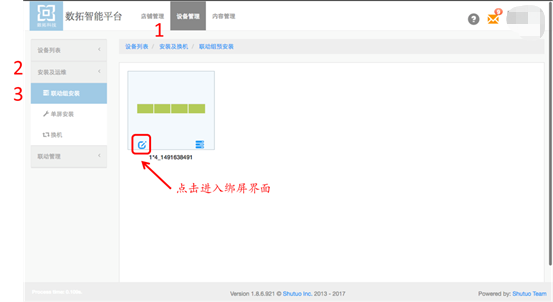 数拓科技
数拓智能平台
店铺管理
设备管理
内容管理
9
1
设备列表
设备列表 / 安装及换机 / 联动组预安装
2
安装及运维
3
联动组安装
单屏安装
换机
联动管理
1*4_1491638491
点击进入绑屏界面
Version 1.8.6.921 © Shutuo Inc. 2013 - 2017
Powered by: Shutuo Team